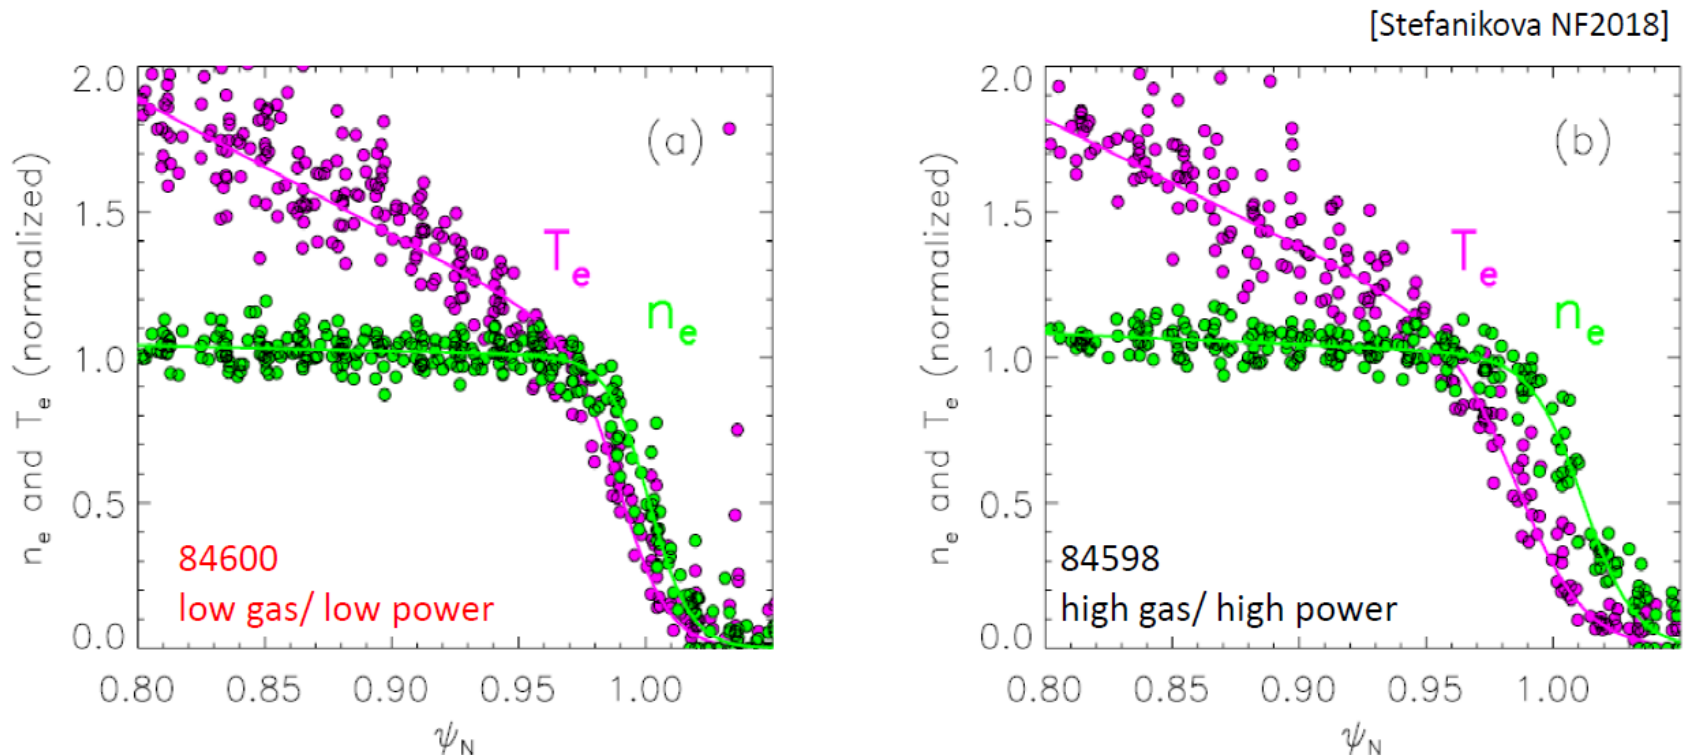 [Stefanikova NF2018]
nₑ and Tₑ (normalized)
2.0
1.5
1.0
0.5
0.0
(a)
Tₑ
nₑ
84600
low gas/ low power
0.80 0.85 0.90 0.95 1.00
ψ_N
nₑ and Tₑ (normalized)
2.0
1.5
1.0
0.5
0.0
(b)
Tₑ
nₑ
84598
high gas/ high power
0.80 0.85 0.90 0.95 1.00
ψ_N